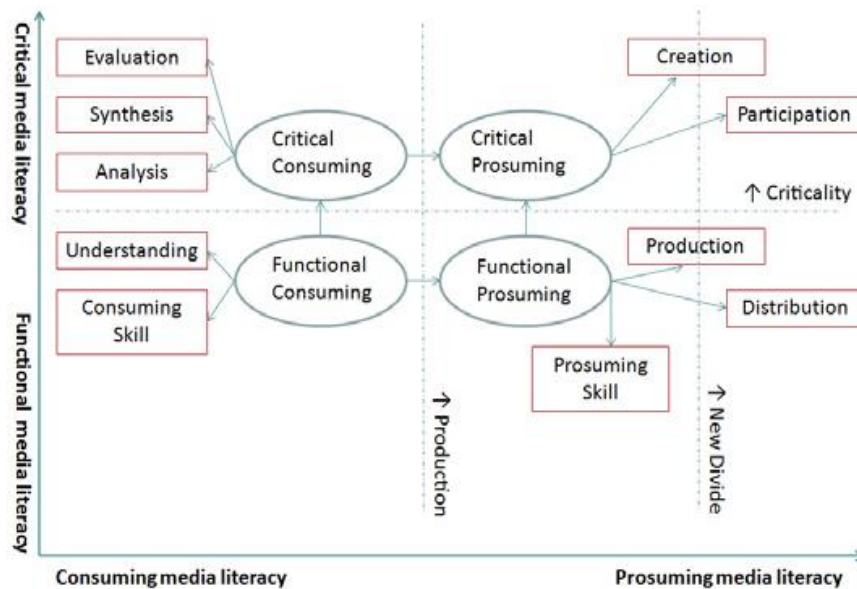 Critical media literacy
Functional media literacy
Evaluation
Synthesis
Analysis
Critical
Consuming
Critical
Prosuming
Creation
Participation
↑ Criticality
Understanding
Consuming
Skill
Functional
Consuming
Functional
Prosuming
Production
Distribution
Prosuming
Skill
↑ Production
↑ New Divide
Consuming media literacy
Prosuming media literacy